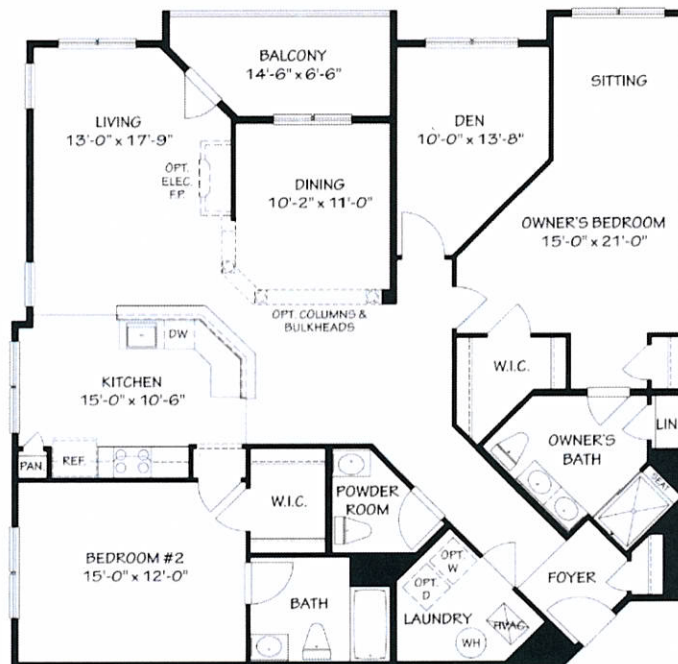 BALCONY
14'-6" x 6'-6"
LIVING
13'-0" x 17'-9"
DEN
10'-0" x 13'-8"
SITTING
OPT.
ELEC.
F.P.
DINING
10'-2" x 11'-0"
OWNER'S BEDROOM
15'-0" x 21'-0"
OPT. COLUMNS &
BULKHEADS
DW
KITCHEN
15'-0" x 10'-6"
W.I.C.
LIN
OWNER'S
BATH
SEAT
PAN.
REF.
W.I.C.
POWDER
ROOM
BEDROOM #2
15'-0" x 12'-0"
OPT.
W
OPT.
D
FOYER
BATH
LAUNDRY
HVAC
WH